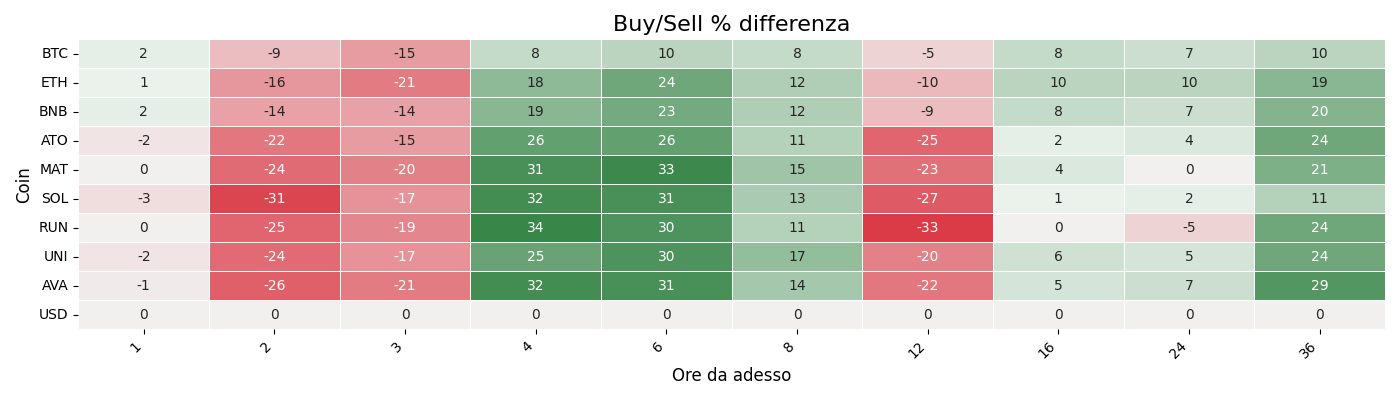 Buy/Sell % differenza
Coin
BTC 2 -9 -15 8 10 8 -5 8 7 10
ETH 1 -16 -21 18 24 12 -10 10 10 19
BNB 2 -14 -14 19 23 12 -9 8 7 20
ATO -2 -22 -15 26 26 11 -25 2 4 24
MAT 0 -24 -20 31 33 15 -23 4 0 21
SOL -3 -31 -17 32 31 13 -27 1 2 11
RUN 0 -25 -19 34 30 11 -33 0 -5 24
UNI -2 -24 -17 25 30 17 -20 6 5 24
AVA -1 -26 -21 32 31 14 -22 5 7 29
USD 0 0 0 0 0 0 0 0 0 0
1 2 3 4 6 8 12 16 24 36
Ore da adesso